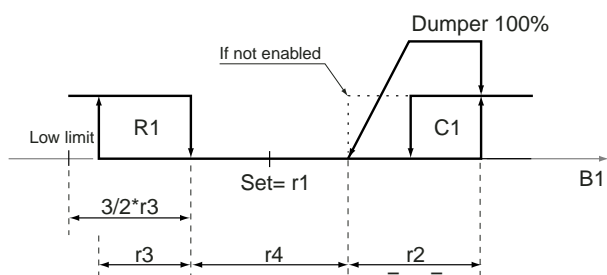 Dumper 100%
If not enabled
R1
C1
Low limit
Set= r1
B1
3/2*r3
r3
r4
r2